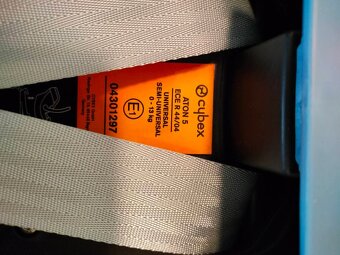 cybex
ATON 5
ECE R 44/04
UNIVERSAL
SEMI-UNIVERSAL
0 - 13 kg
E1
04301297